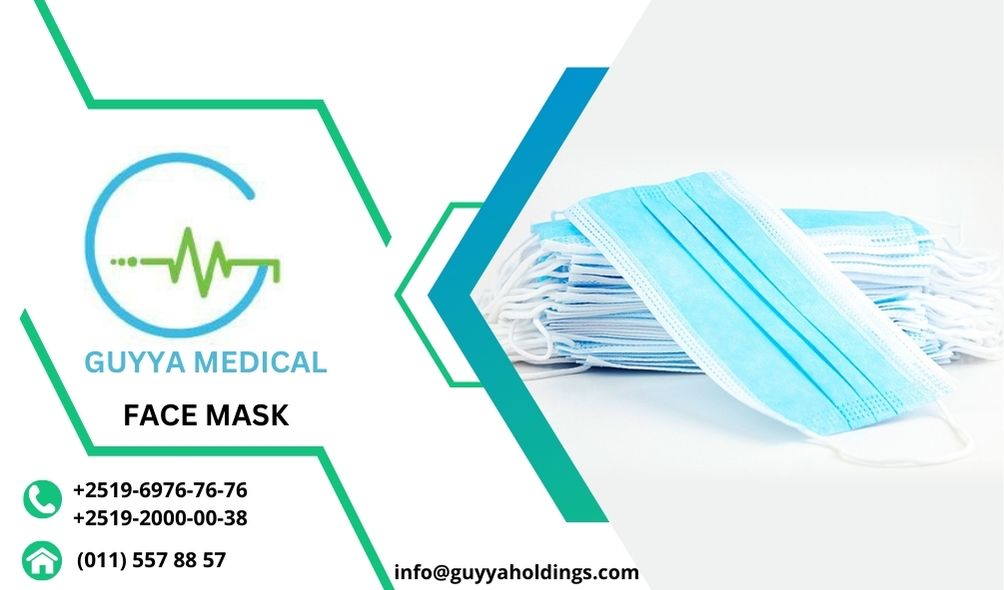 GUYYA MEDICAL
FACE MASK
+2519-6976-76-76
+2519-2000-00-38
(011) 557 88 57
info@guyyaholdings.com